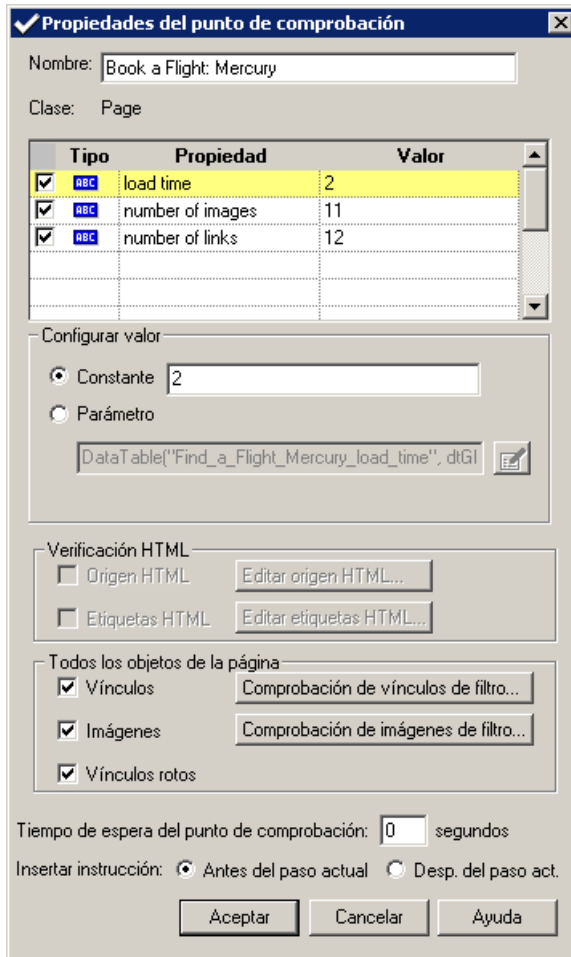 Propiedades del punto de comprobación
Nombre: Book a Flight: Mercury
Clase: Page
Tipo Propiedad Valor
ABC load time 2
ABC number of images 11
ABC number of links 12
Configurar valor
Constante 2
Parámetro
DataTable("Find_a_Flight_Mercury_load_time", dtGl
Verificación HTML
Origen HTML Editar origen HTML...
Etiquetas HTML Editar etiquetas HTML...
Todos los objetos de la página
Vínculos Comprobación de vínculos de filtro...
Imágenes Comprobación de imágenes de filtro...
Vínculos rotos
Tiempo de espera del punto de comprobación: 0 segundos
Insertar instrucción: Antes del paso actual Desp. del paso act.
Aceptar Cancelar Ayuda